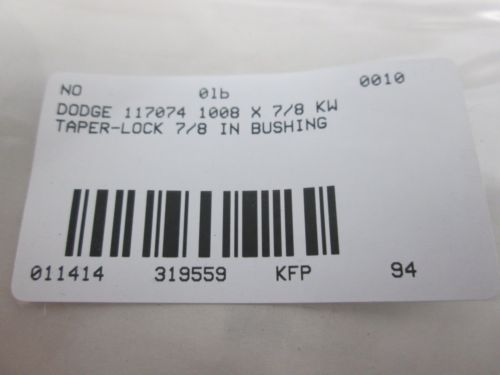 NO 01b 0010
DODGE 117074 1008 X 7/8 KW
TAPER-LOCK 7/8 IN BUSHING
011414 319559 KFP 94